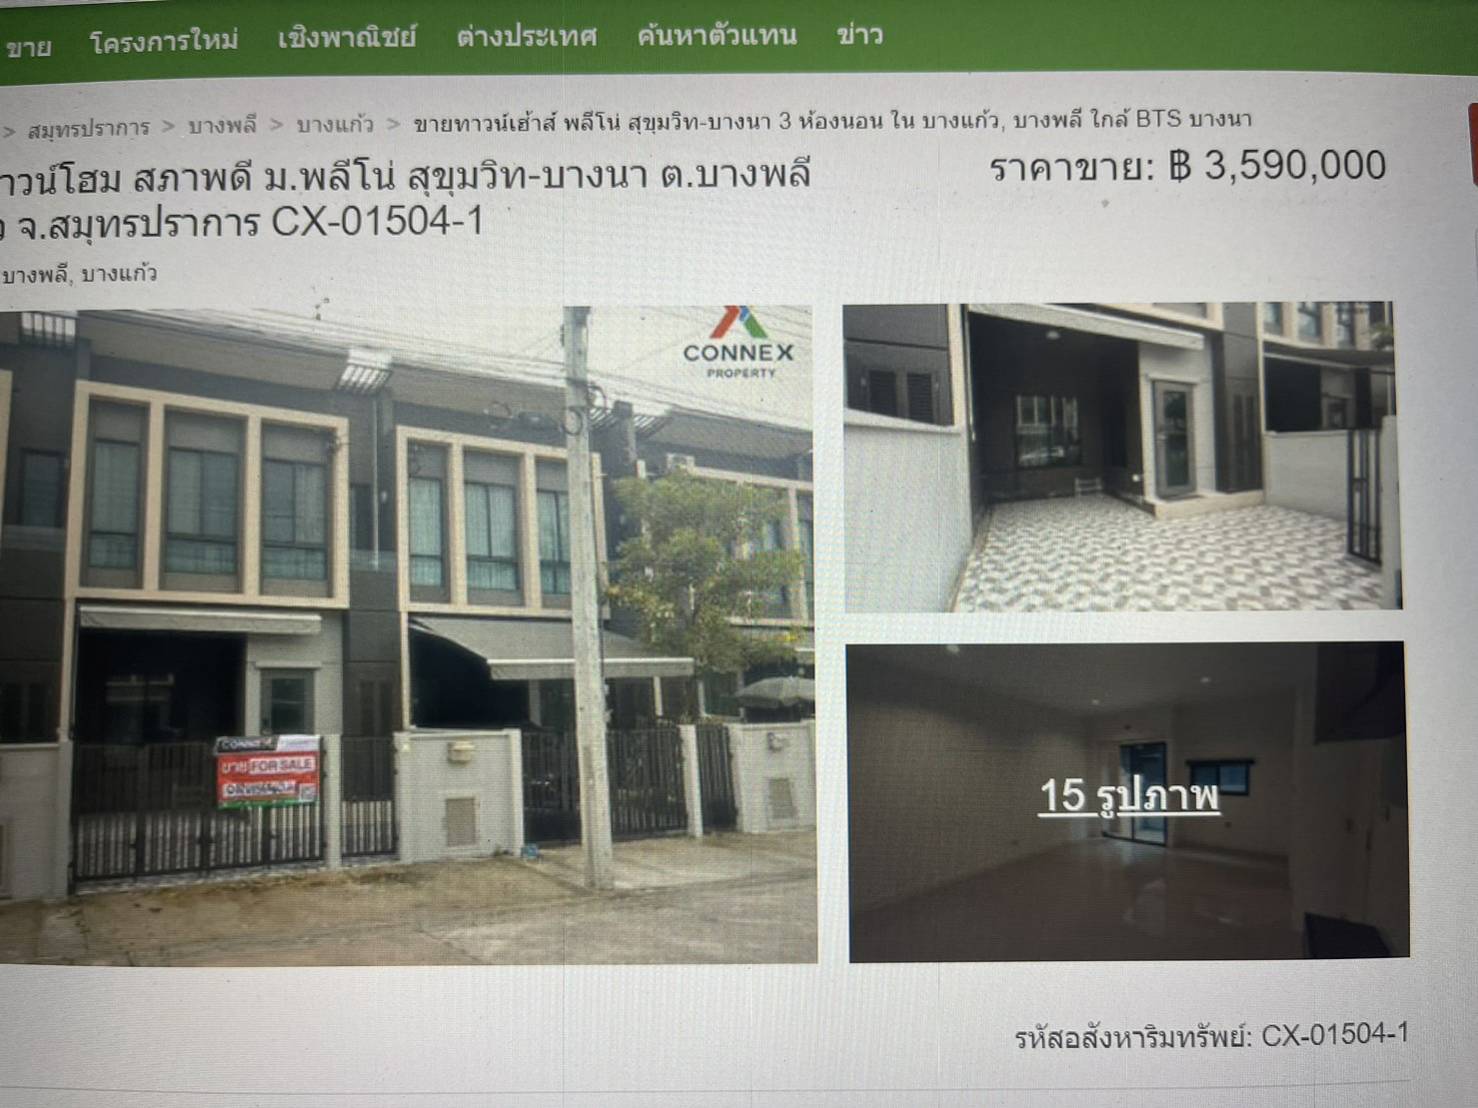 ขาย โครงการใหม่ เชิงพาณิชย์ ต่างประเทศ ค้นหาตัวแทน ข่าว
> สมุทรปราการ > บางพลี > บางแก้ว > ขายทาวน์เฮ้าส์ พลีโน่ สุขุมวิท-บางนา 3 ห้องนอน ใน บางแก้ว, บางพลี ใกล้ BTS บางนา
าวน์โฮม สภาพดี ม.พลีโน่ สุขุมวิท-บางนา ต.บางพลี
ราคาขาย: ฿ 3,590,000
จ.สมุทรปราการ CX-01504-1
บางพลี, บางแก้ว
CONNEX
PROPERTY
CONNEX
ขาย FOR SALE
15 รูปภาพ
รหัสอสังหาริมทรัพย์: CX-01504-1